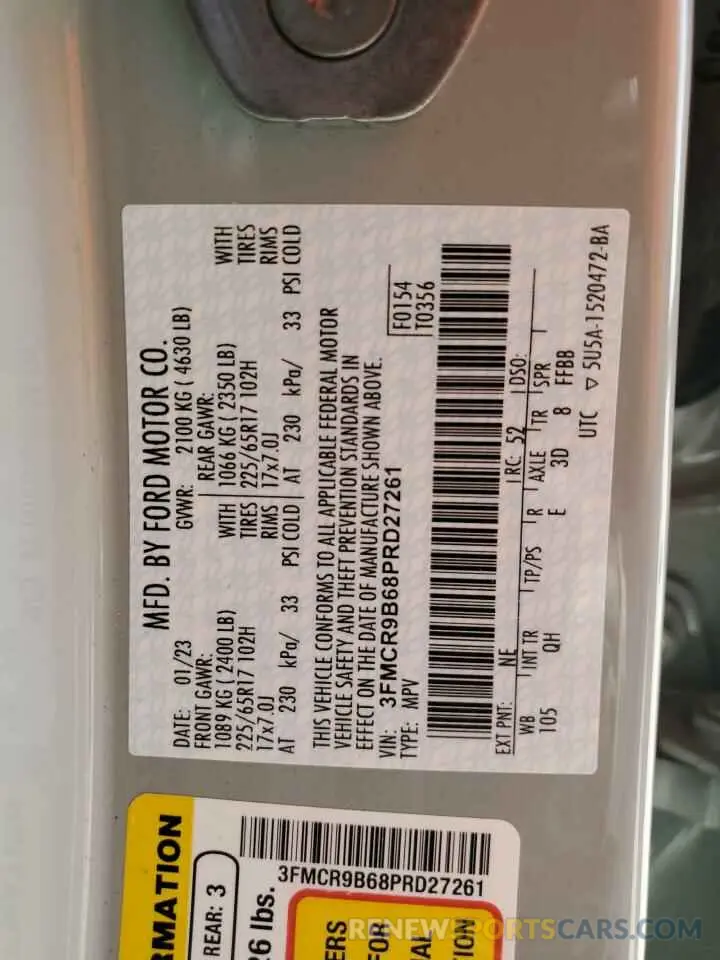 MFD. BY FORD MOTOR CO.
DATE: 01/23 GVWR: 2100 KG ( 4630 LB)
FRONT GAWR: REAR GAWR:
1089 KG ( 2400 LB) WITH 1066 KG ( 2350 LB) WITH
225/65R17 102H TIRES 225/65R17 102H TIRES
17x7.0J RIMS 17x7.0J RIMS
AT 230 kPa/ 33 PSI COLD AT 230 kPa/ 33 PSI COLD
THIS VEHICLE CONFORMS TO ALL APPLICABLE FEDERAL MOTOR
VEHICLE SAFETY AND THEFT PREVENTION STANDARDS IN
EFFECT ON THE DATE OF MANUFACTURE SHOWN ABOVE.
VIN: 3FMCR9B68PRD27261
TYPE: MPV
F0154
T0356
EXT PNT: NE RC: 52 DSO:
WB INT TR TP/PS R AXLE TR SPR
105 QH E 3D 8 FFBB
UTC ▽ 5U5A-1520472-BA
RMATION
REAR: 3
26 lbs.
3FMCR9B68PRD27261
ERS
FOR
AL
TION
RENEWSPORTSCARS.COM